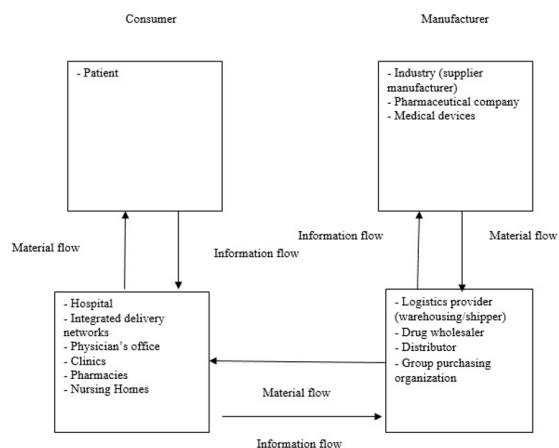 Consumer
Manufacturer
- Patient
- Industry (supplier
manufacturer)
- Pharmaceutical company
- Medical devices
Material flow
Information flow
Information flow
Material flow
- Hospital
- Integrated delivery
networks
- Physician’s office
- Clinics
- Pharmacies
- Nursing Homes
- Logistics provider
(warehousing/shipper)
- Drug wholesaler
- Distributor
- Group purchasing
organization
Material flow
Information flow